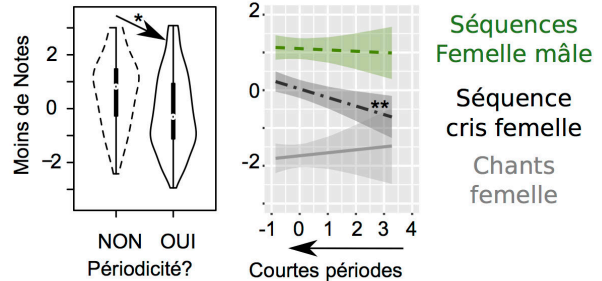 Moins de Notes
2
0
-2
*
NON OUI
Périodicité?
2
0
-2
**
-1 0 1 2 3 4
Courtes périodes
Séquences
Femelle mâle
Séquence
cris femelle
Chants
femelle